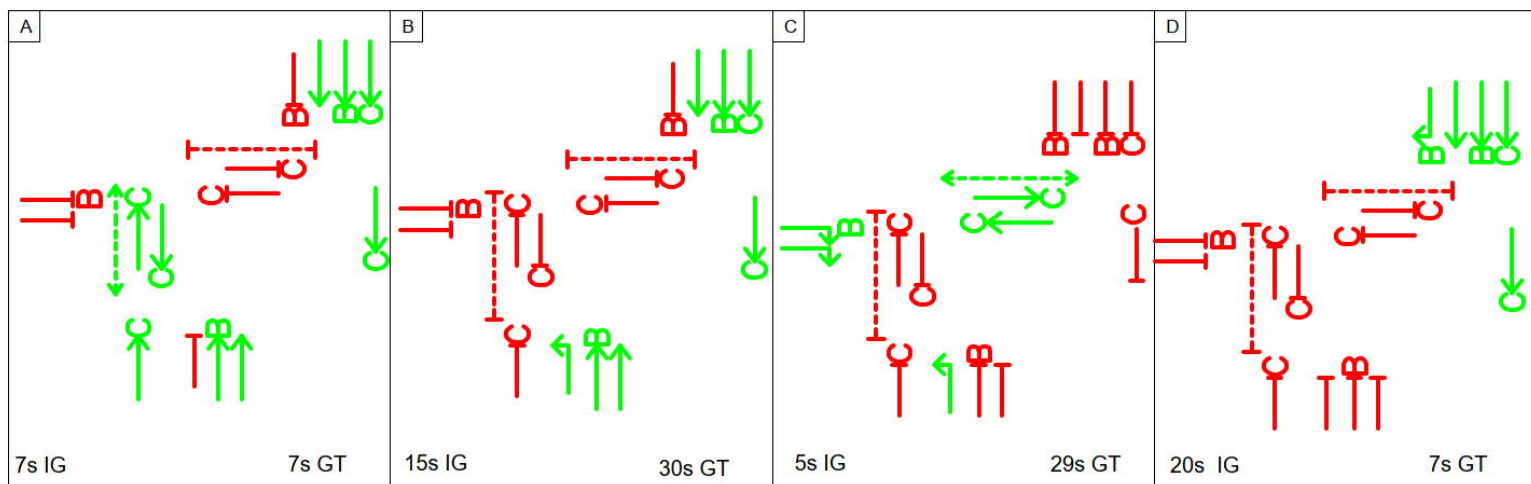 A
B
C
D
7s IG
7s GT
15s IG
30s GT
5s IG
29s GT
20s IG
7s GT